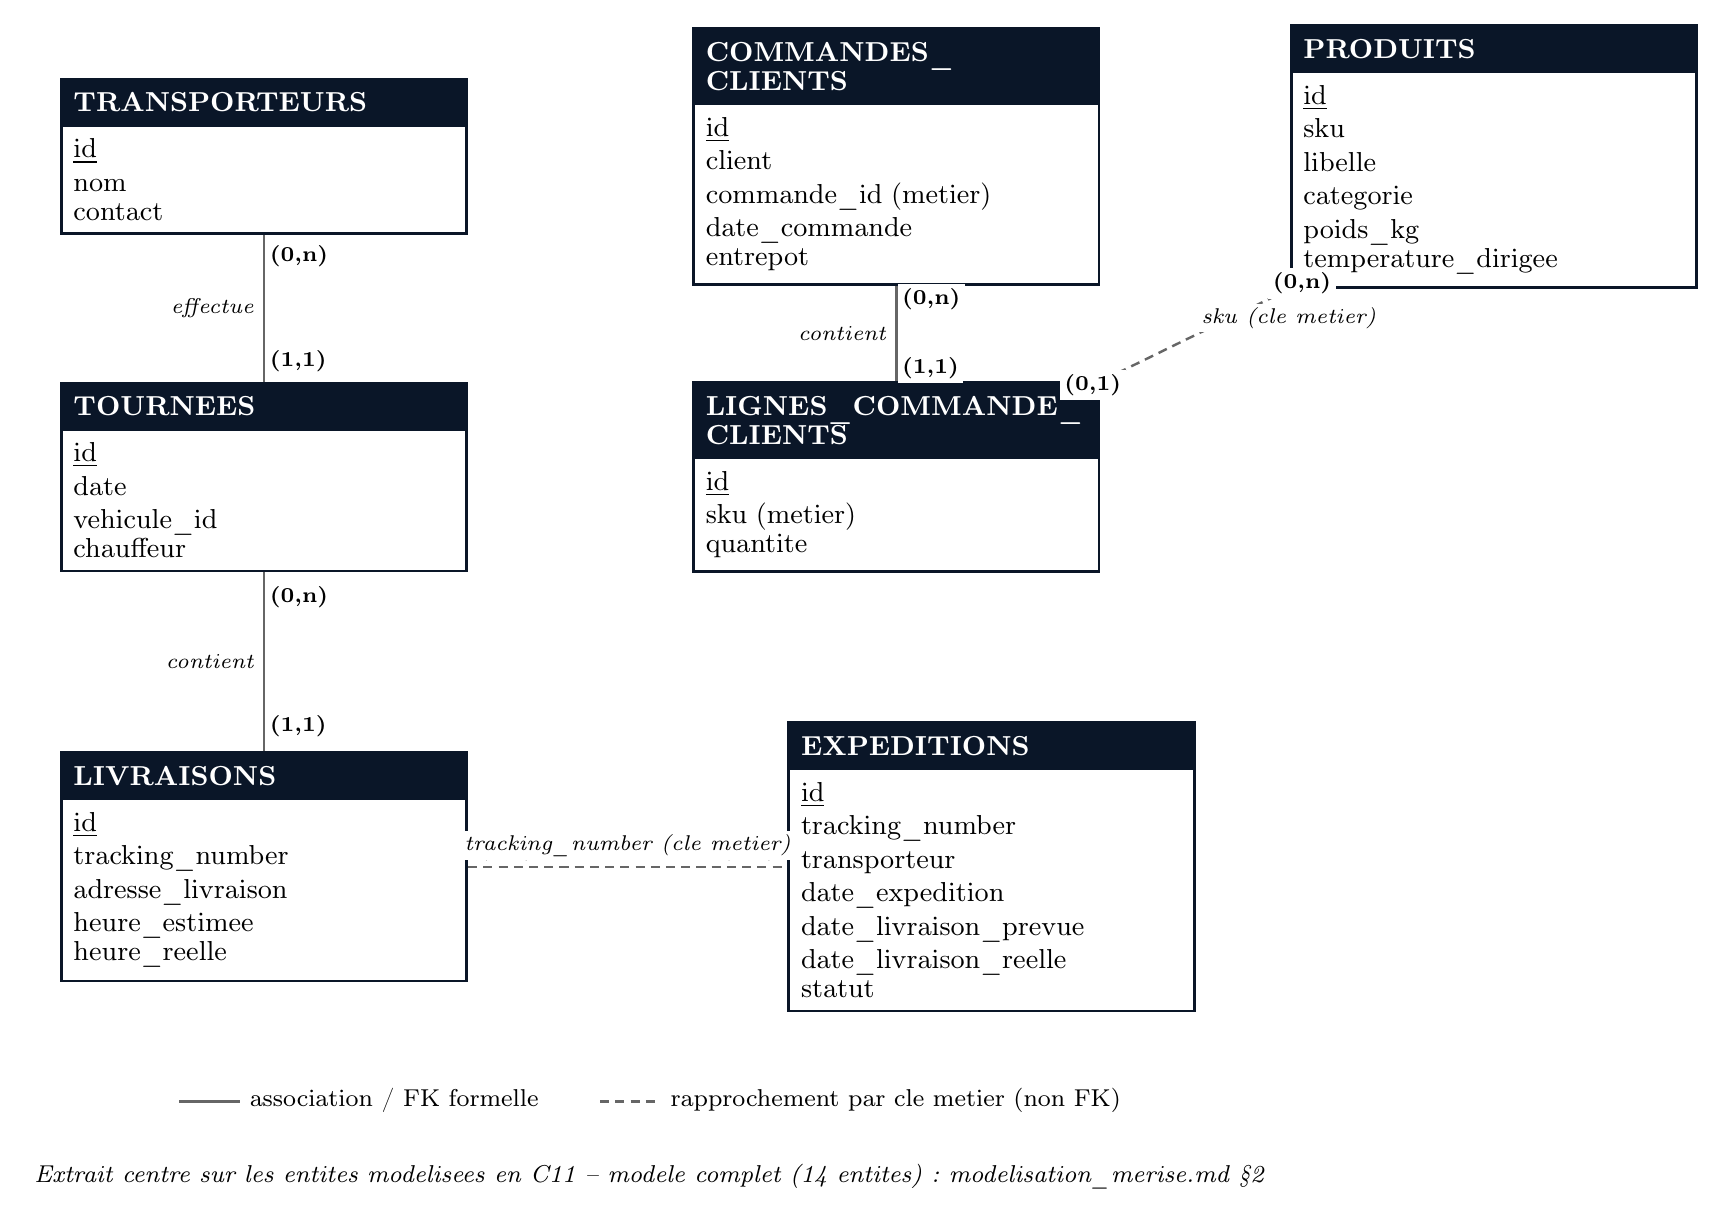 TRANSPORTEURS
id
nom
contact
(0,n)
effectue
(1,1)
TOURNEES
id
date
vehicule_id
chauffeur
(0,n)
contient
(1,1)
LIVRAISONS
id
tracking_number
adresse_livraison
heure_estimee
heure_reelle
COMMANDES_
CLIENTS
id
client
commande_id (metier)
date_commande
entrepot
(0,n)
contient
(1,1)
LIGNES_COMMANDE_
CLIENTS
id
sku (metier)
quantite
PRODUITS
id
sku
libelle
categorie
poids_kg
temperature_dirigee
(0,n)
sku (cle metier)
(0,1)
tracking_number (cle metier)
EXPEDITIONS
id
tracking_number
transporteur
date_expedition
date_livraison_prevue
date_livraison_reelle
statut
association / FK formelle
rapprochement par cle metier (non FK)
Extrait centre sur les entites modelisees en C11 – modele complet (14 entites) : modelisation_merise.md §2